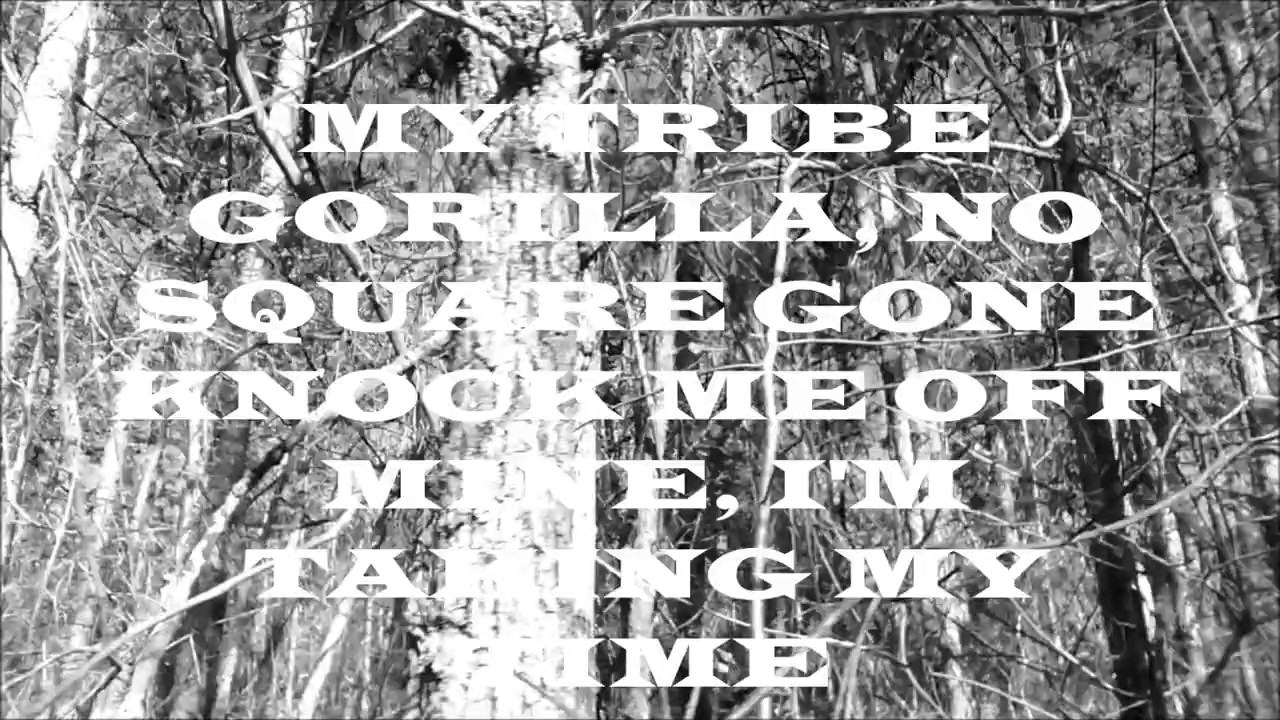 MY TRIBE
GORILLA, NO
SQUARE GONE
KNOCK ME OFF
MINE, I'M
TAKING MY
TIME